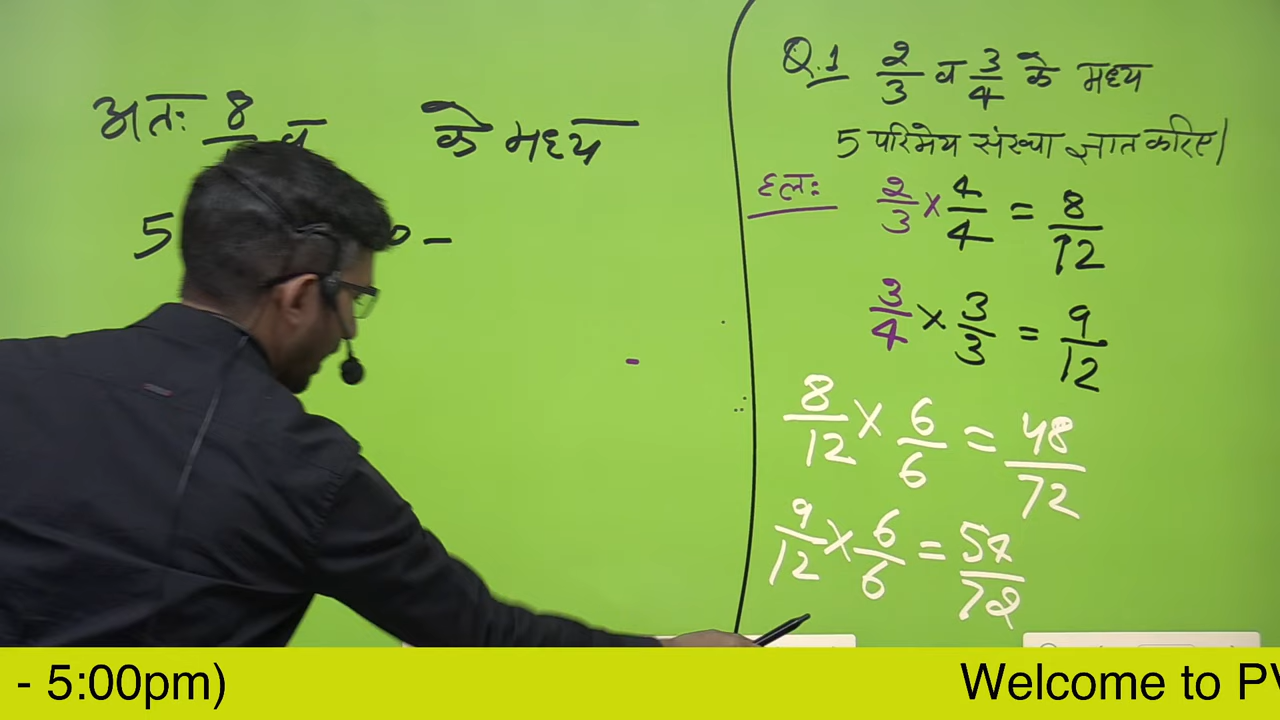 अतः 8 व के मध्य
5 -
Q.1 2/3 व 3/4 के मध्य
5 परिमेय संख्या ज्ञात करिए।
हलः 2/3 × 4/4 = 8/12
3/4 × 3/3 = 9/12
8/12 × 6/6 = 48/72
9/12 × 6/6 = 54/72
- 5:00pm)
Welcome to PV